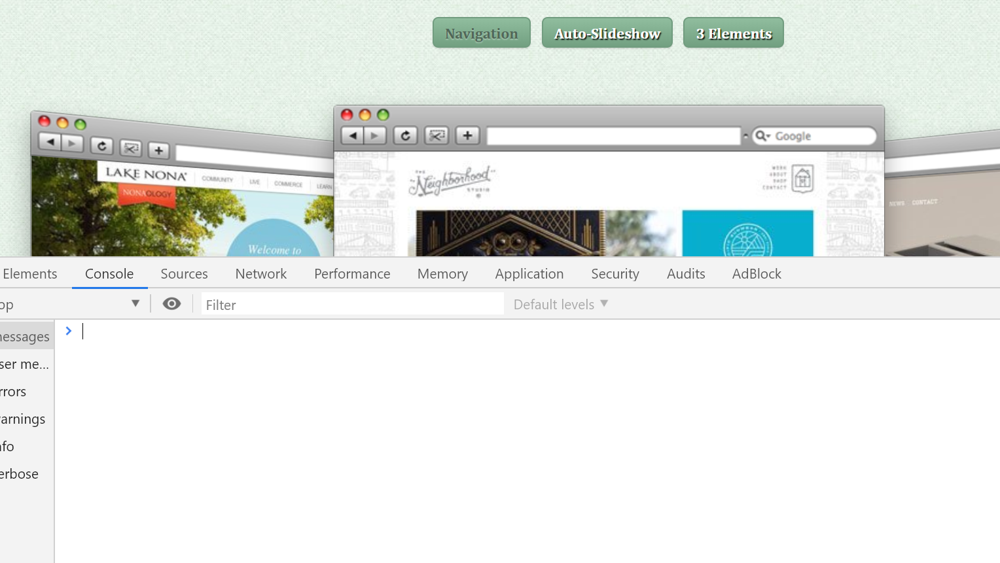 Navigation Auto-Slideshow 3 Elements
Google
LAKE NONA
COMMUNITY LIVE COMMERCE LEARN
NONAOLOGY
Welcome to
THE
Neighborhood
STUDIO
WORK
ABOUT
SHOP
CONTACT
NEWS CONTACT
Elements Console Sources Network Performance Memory Application Security Audits AdBlock
op Filter Default levels
essages
ser me...
rrors
arnings
fo
erbose